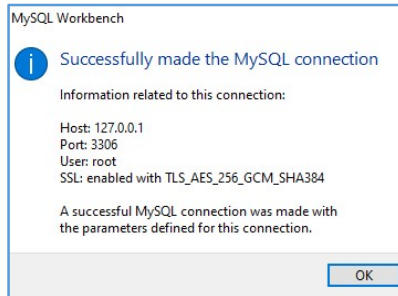 MySQL Workbench
Successfully made the MySQL connection
Information related to this connection:
Host: 127.0.0.1
Port: 3306
User: root
SSL: enabled with TLS_AES_256_GCM_SHA384
A successful MySQL connection was made with
the parameters defined for this connection.
OK